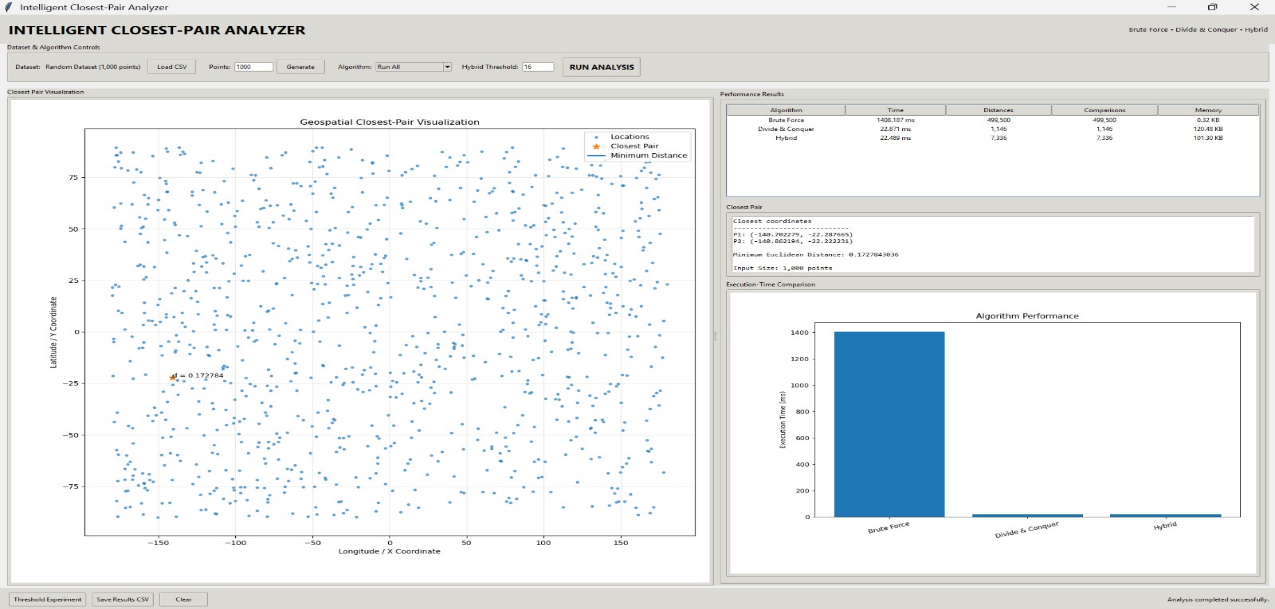 Intelligent Closest-Pair Analyzer
INTELLIGENT CLOSEST-PAIR ANALYZER
Brute Force • Divide & Conquer • Hybrid
Dataset & Algorithm Controls
Dataset: Random Dataset (1,000 points) Load CSV Points: 1000 Generate Algorithm: Run All Hybrid Threshold: 16 RUN ANALYSIS
Closest Pair Visualization
Geospatial Closest-Pair Visualization
Locations
Closest Pair
Minimum Distance
75
50
25
0
−25
−50
−75
Latitude / Y Coordinate
d = 0.172784
−150 −100 −50 0 50 100 150
Longitude / X Coordinate
Performance Results
Algorithm Time Distances Comparisons Memory
Brute Force 1408.187 ms 499,500 499,500 0.32 KB
Divide & Conquer 22.871 ms 1,146 1,146 120.48 KB
Hybrid 22.489 ms 7,336 7,336 101.30 KB
Closest Pair
Closest coordinates
----------------------------
P1: (-140.702279, -22.287665)
P2: (-140.862194, -22.222231)
Minimum Euclidean Distance: 0.1727843036
Input Size: 1,000 points
Execution-Time Comparison
Algorithm Performance
1400
1200
1000
800
600
400
200
0
Execution Time (ms)
Brute Force Divide & Conquer Hybrid
Threshold Experiment Save Results CSV Clear
Analysis completed successfully.